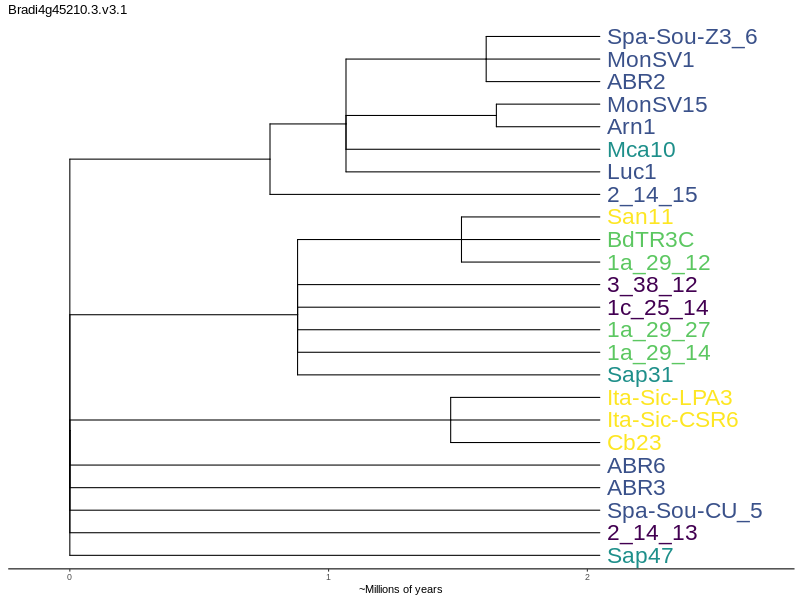 Bradi4g45210.3.v3.1
Spa-Sou-Z3_6
MonSV1
ABR2
MonSV15
Arn1
Mca10
Luc1
2_14_15
San11
BdTR3C
1a_29_12
3_38_12
1c_25_14
1a_29_27
1a_29_14
Sap31
Ita-Sic-LPA3
Ita-Sic-CSR6
Cb23
ABR6
ABR3
Spa-Sou-CU_5
2_14_13
Sap47
0 1 2
~Millions of years